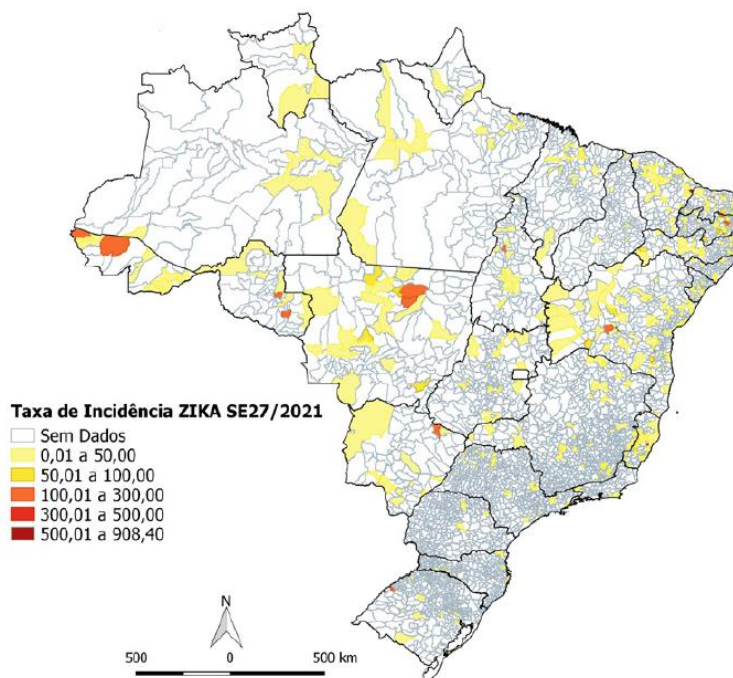 Taxa de Incidência ZIKA SE27/2021
Sem Dados
0,01 a 50,00
50,01 a 100,00
100,01 a 300,00
300,01 a 500,00
500,01 a 908,40
N
500 0 500 km